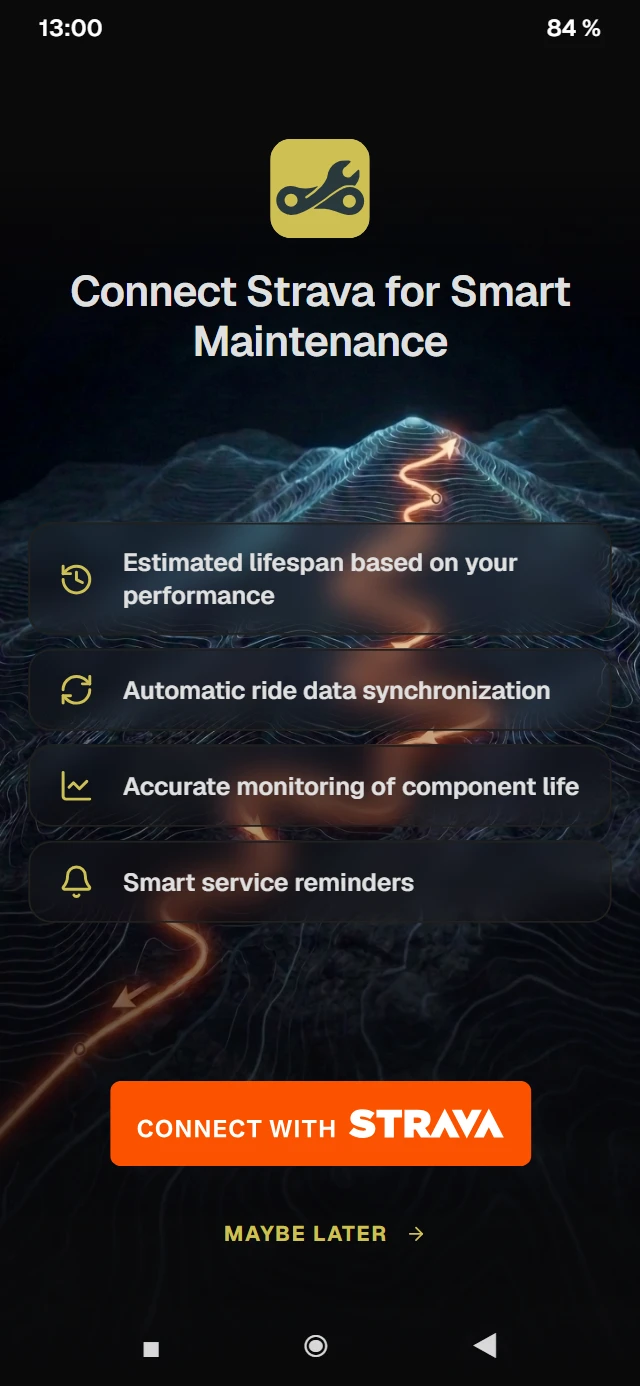 13:00
84 %
Connect Strava for Smart
Maintenance
Estimated lifespan based on your
performance
Automatic ride data synchronization
Accurate monitoring of component life
Smart service reminders
CONNECT WITH STRAVA
MAYBE LATER →